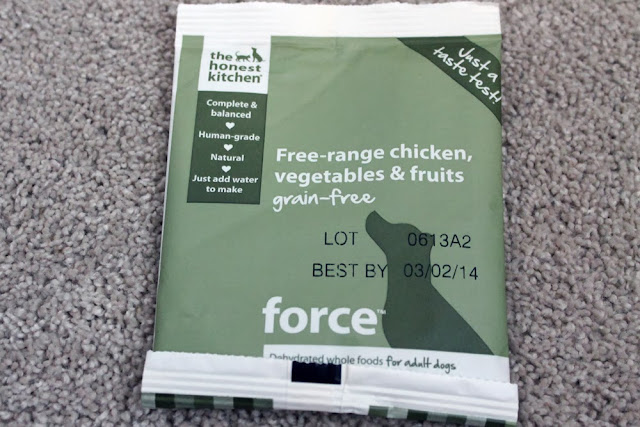 the
honest
kitchen®
Just a
taste test!
Complete &
balanced
Human-grade
Natural
Just add water
to make
Free-range chicken,
vegetables & fruits
grain-free
LOT 0613A2
BEST BY 03/02/14
force™
Dehydrated whole foods for adult dogs